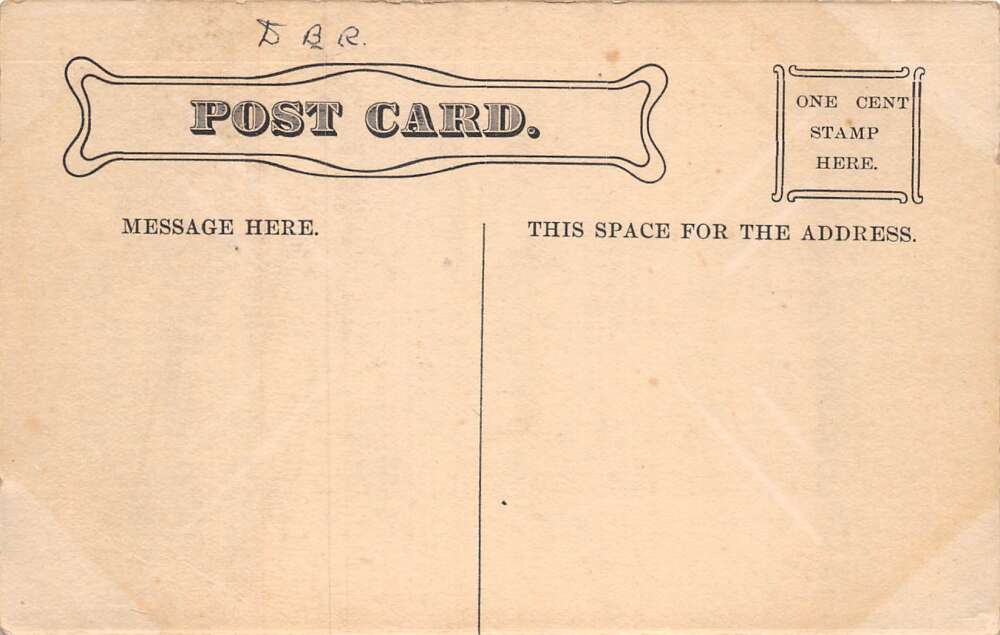 D B R.
POST CARD.
ONE CENT
STAMP
HERE.
MESSAGE HERE.
THIS SPACE FOR THE ADDRESS.